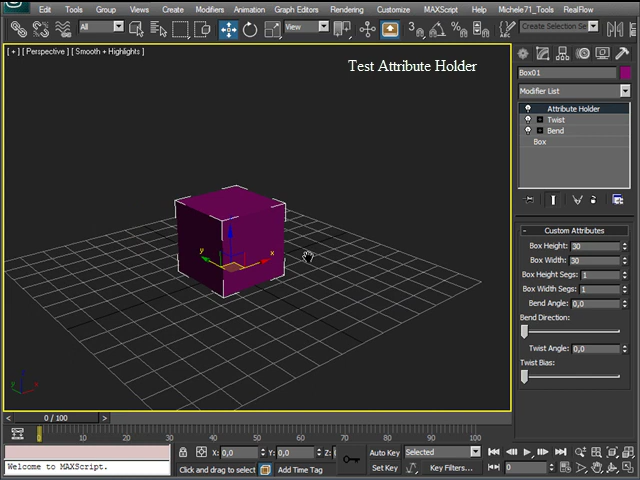 Edit Tools Group Views Create Modifiers Animation Graph Editors Rendering Customize MAXScript Help Michele71_Tools RealFlow
All View Create Selection Se
[ + ] [ Perspective ] [ Smooth + Highlights ]
Test Attribute Holder
Box01
Modifier List
Attribute Holder
Twist
Bend
Box
Custom Attributes
Box Height: 30
Box Width: 30
Box Height Segs: 1
Box Width Segs: 1
Bend Angle: 0,0
Bend Direction:
Twist Angle: 0,0
Twist Bias:
z
y x
0 / 100
0 10 20 30 40 50 60 70 80 90 100
X: 0,0 Y: 0,0 Z:
Auto Key Selected
Welcome to MAXScript.
Click and drag to select
Add Time Tag
Set Key Key Filters... 0